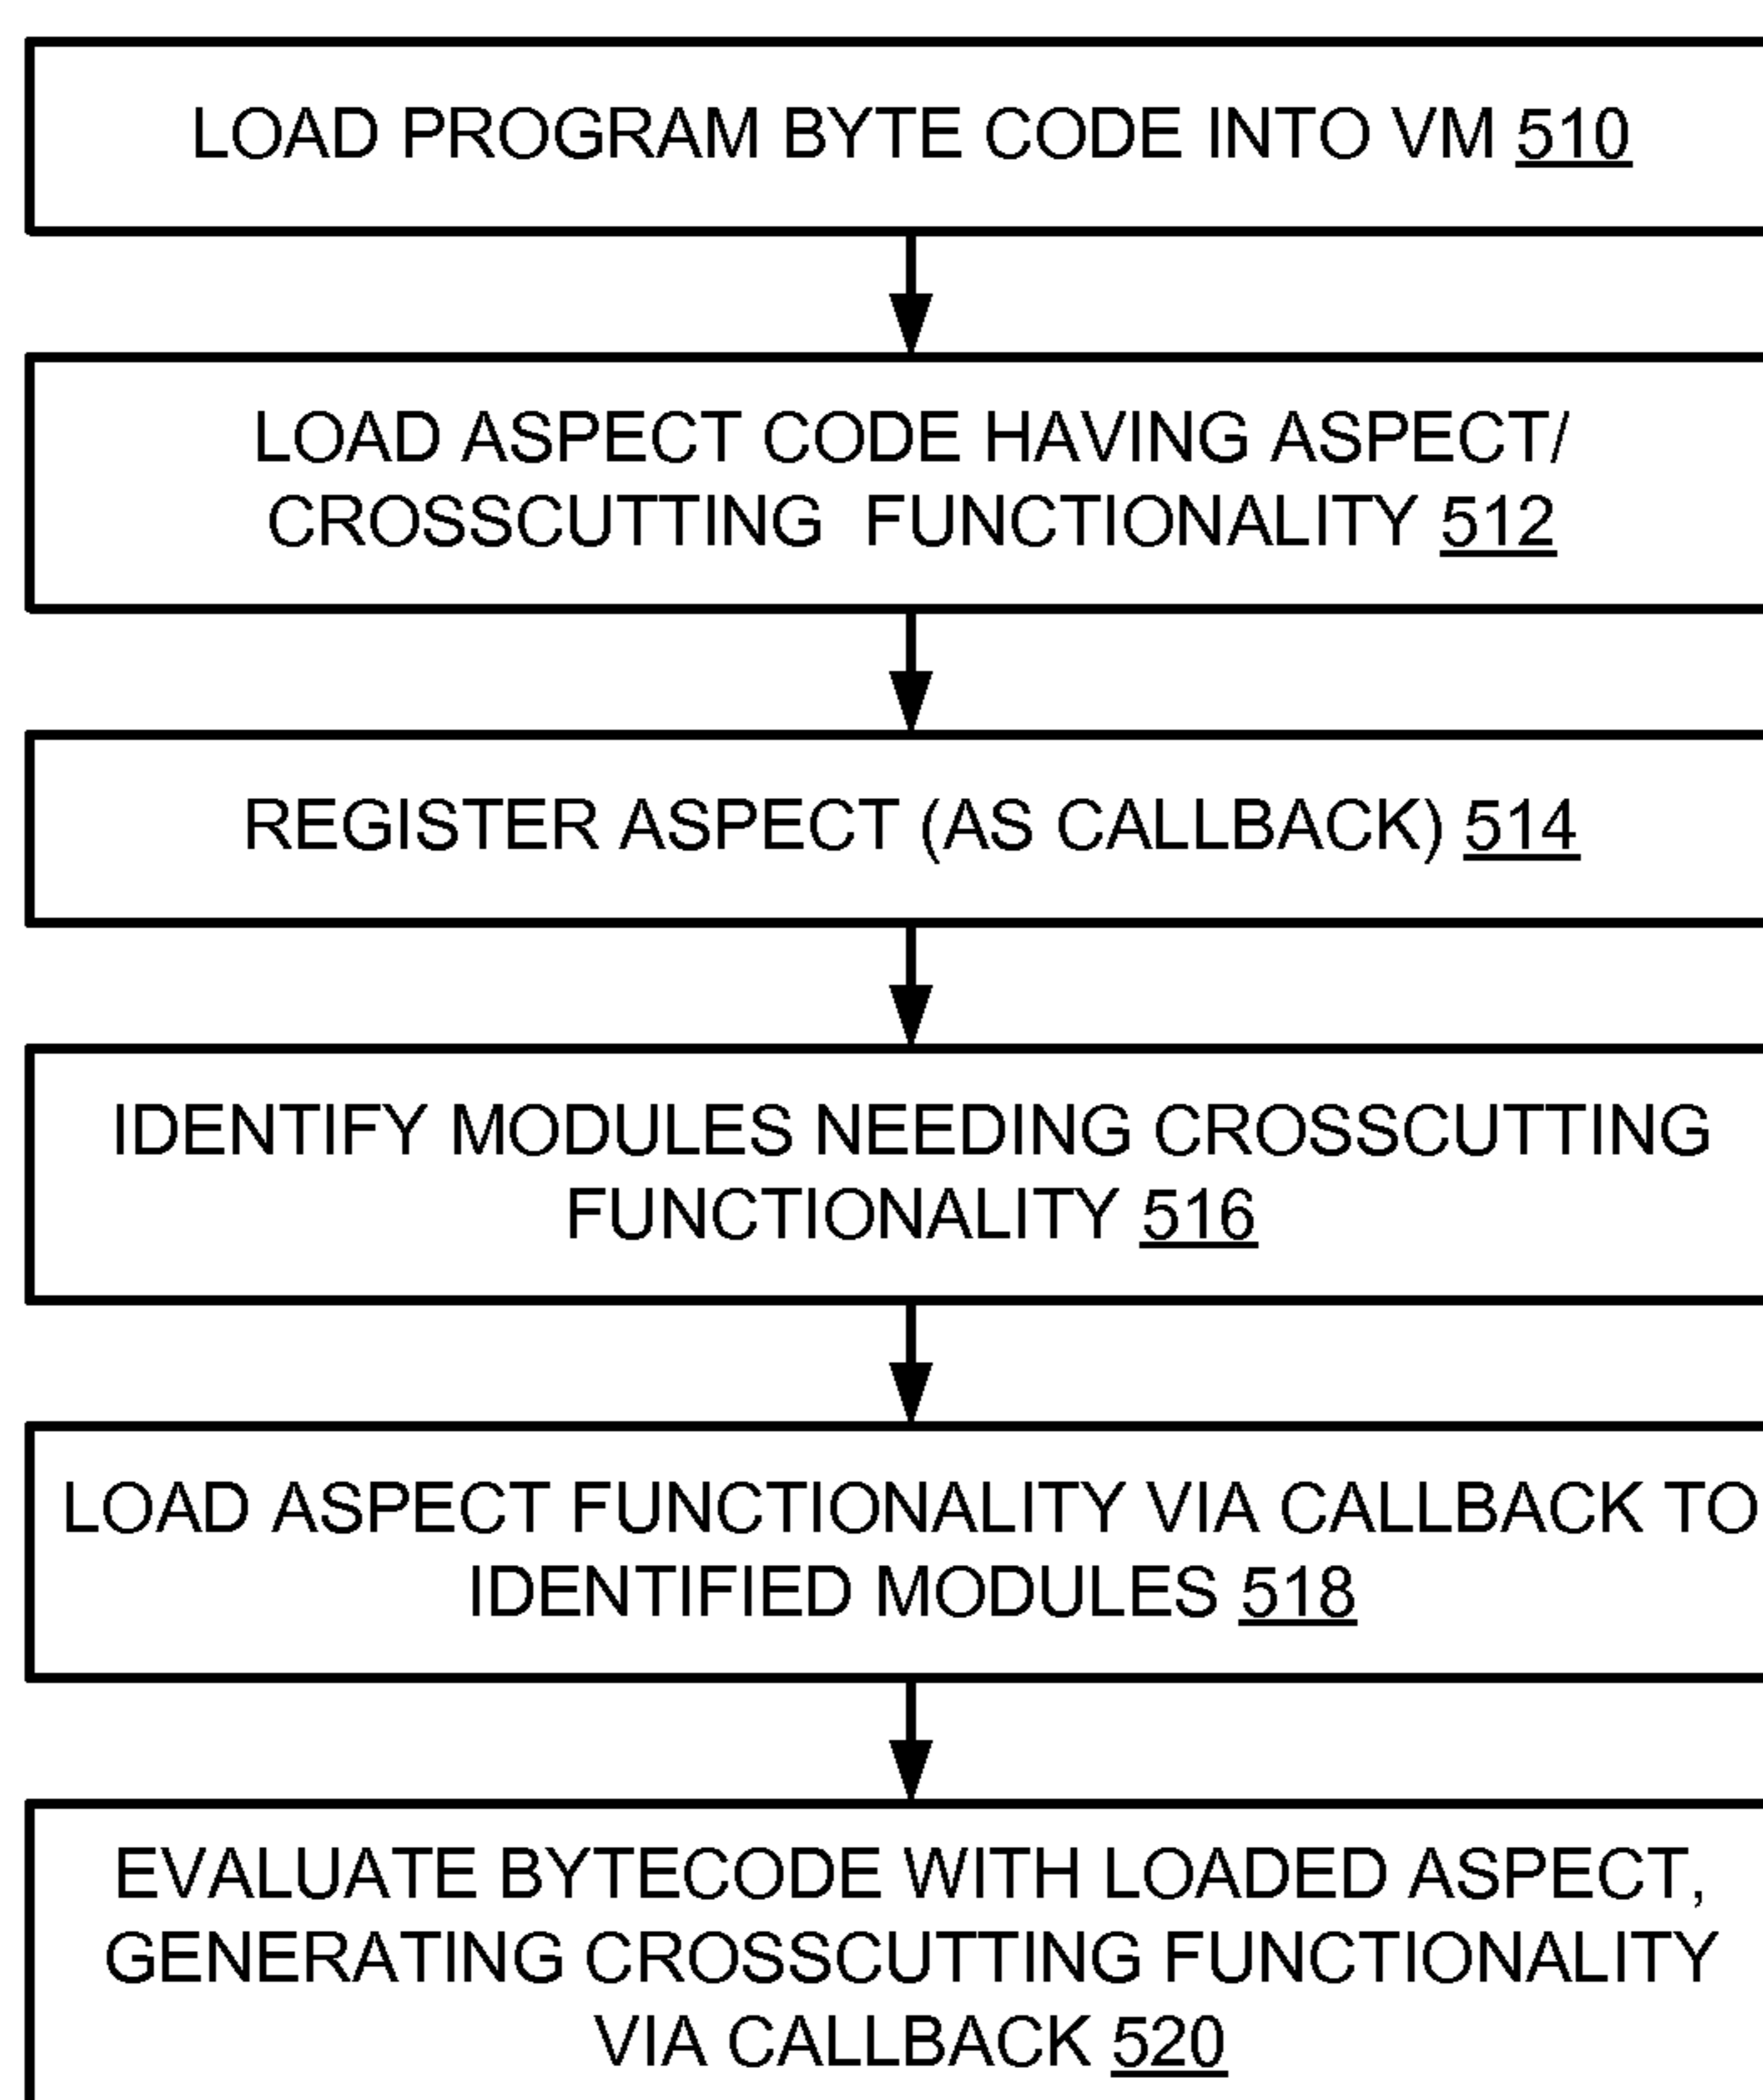 LOAD PROGRAM BYTE CODE INTO VM 510
LOAD ASPECT CODE HAVING ASPECT/
CROSSCUTTING FUNCTIONALITY 512
REGISTER ASPECT (AS CALLBACK) 514
IDENTIFY MODULES NEEDING CROSSCUTTING
FUNCTIONALITY 516
LOAD ASPECT FUNCTIONALITY VIA CALLBACK TO
IDENTIFIED MODULES 518
EVALUATE BYTECODE WITH LOADED ASPECT,
GENERATING CROSSCUTTING FUNCTIONALITY
VIA CALLBACK 520